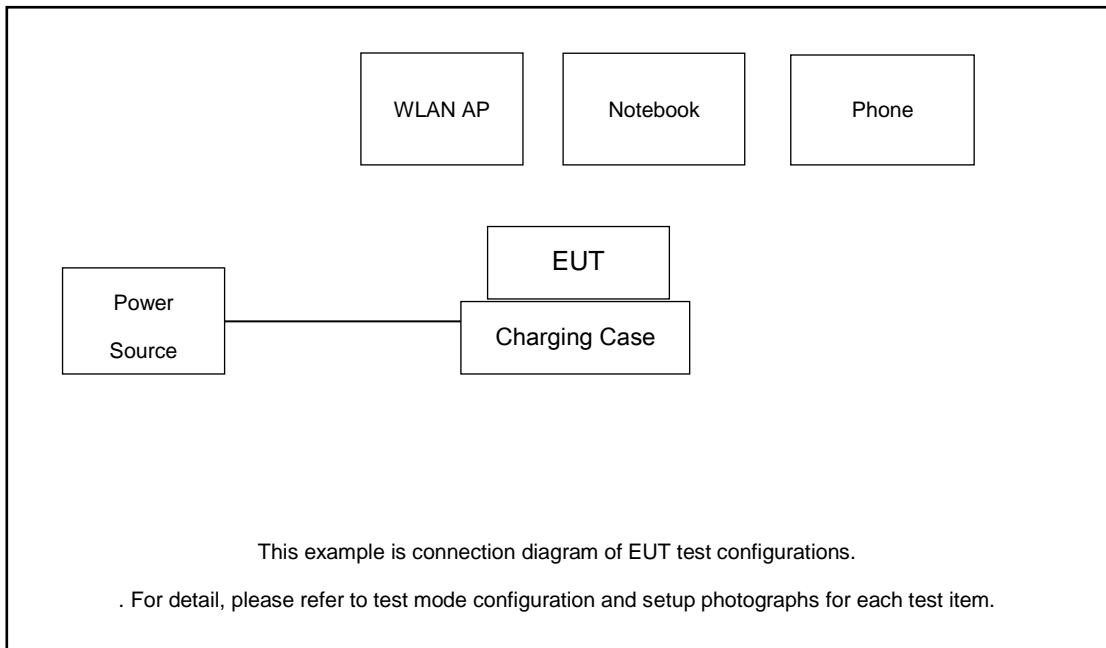 WLAN AP
Notebook
Phone
EUT
Power
Source
Charging Case
This example is connection diagram of EUT test configurations.
. For detail, please refer to test mode configuration and setup photographs for each test item.